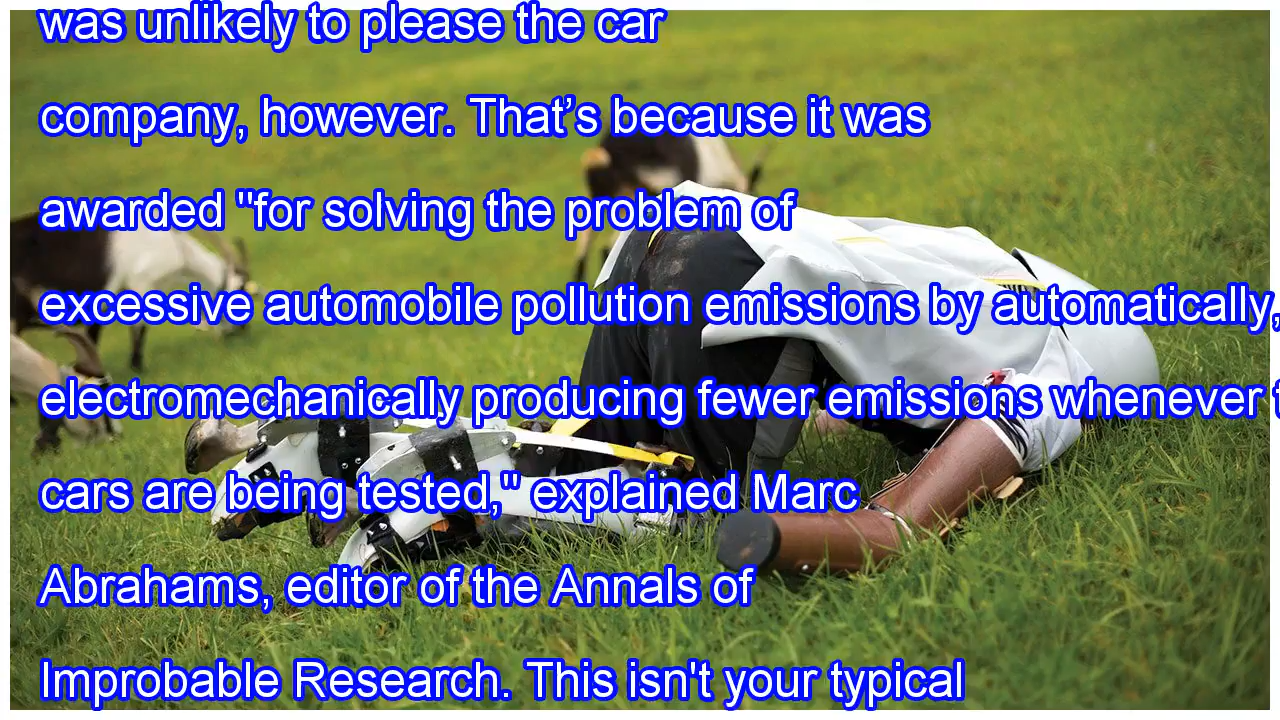 was unlikely to please the car
company, however. That’s because it was
awarded "for solving the problem of
excessive automobile pollution emissions by automatically,
electromechanically producing fewer emissions whenever
cars are being tested," explained Marc
Abrahams, editor of the Annals of
Improbable Research. This isn't your typical